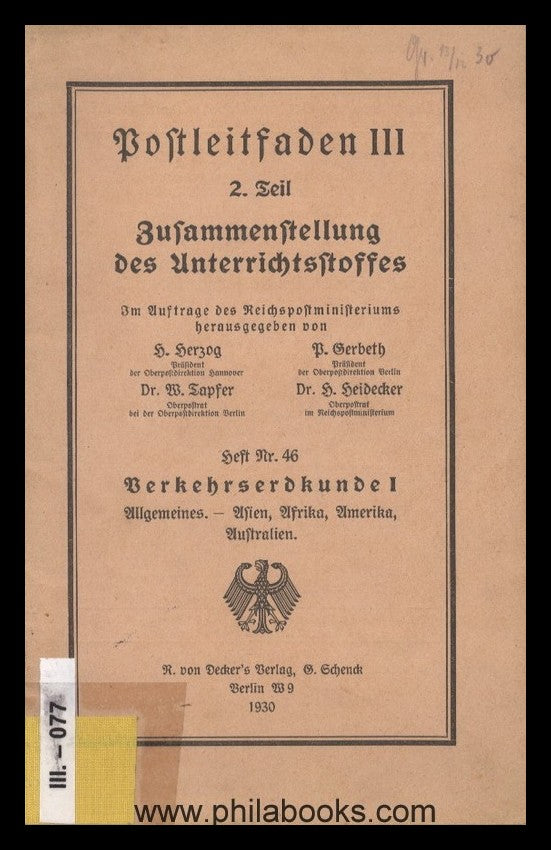 Postleitfaden III
2. Teil
Zusammenstellung
des Unterrichtsstoffes
Im Auftrage des Reichspostministeriums
herausgegeben von
H. Herzog
Präsident
der Oberpostdirektion Hannover
P. Gerbeth
Präsident
der Oberpostdirektion Berlin
Dr. W. Tapfer
Oberpostrat
bei der Oberpostdirektion Berlin
Dr. H. Heidecker
Oberpostrat
im Reichspostministerium
Heft Nr. 46
Verkehrserdkunde I
Allgemeines. — Asien, Afrika, Amerika,
Australien.
R. von Decker's Verlag, G. Schenck
Berlin W 9
1930
III. – 077
www.philabooks.com